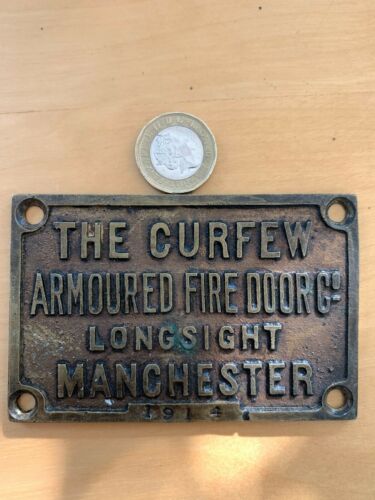 THE CURFEW
ARMOURED FIRE DOOR Cº
LONGSIGHT
MANCHESTER
1914